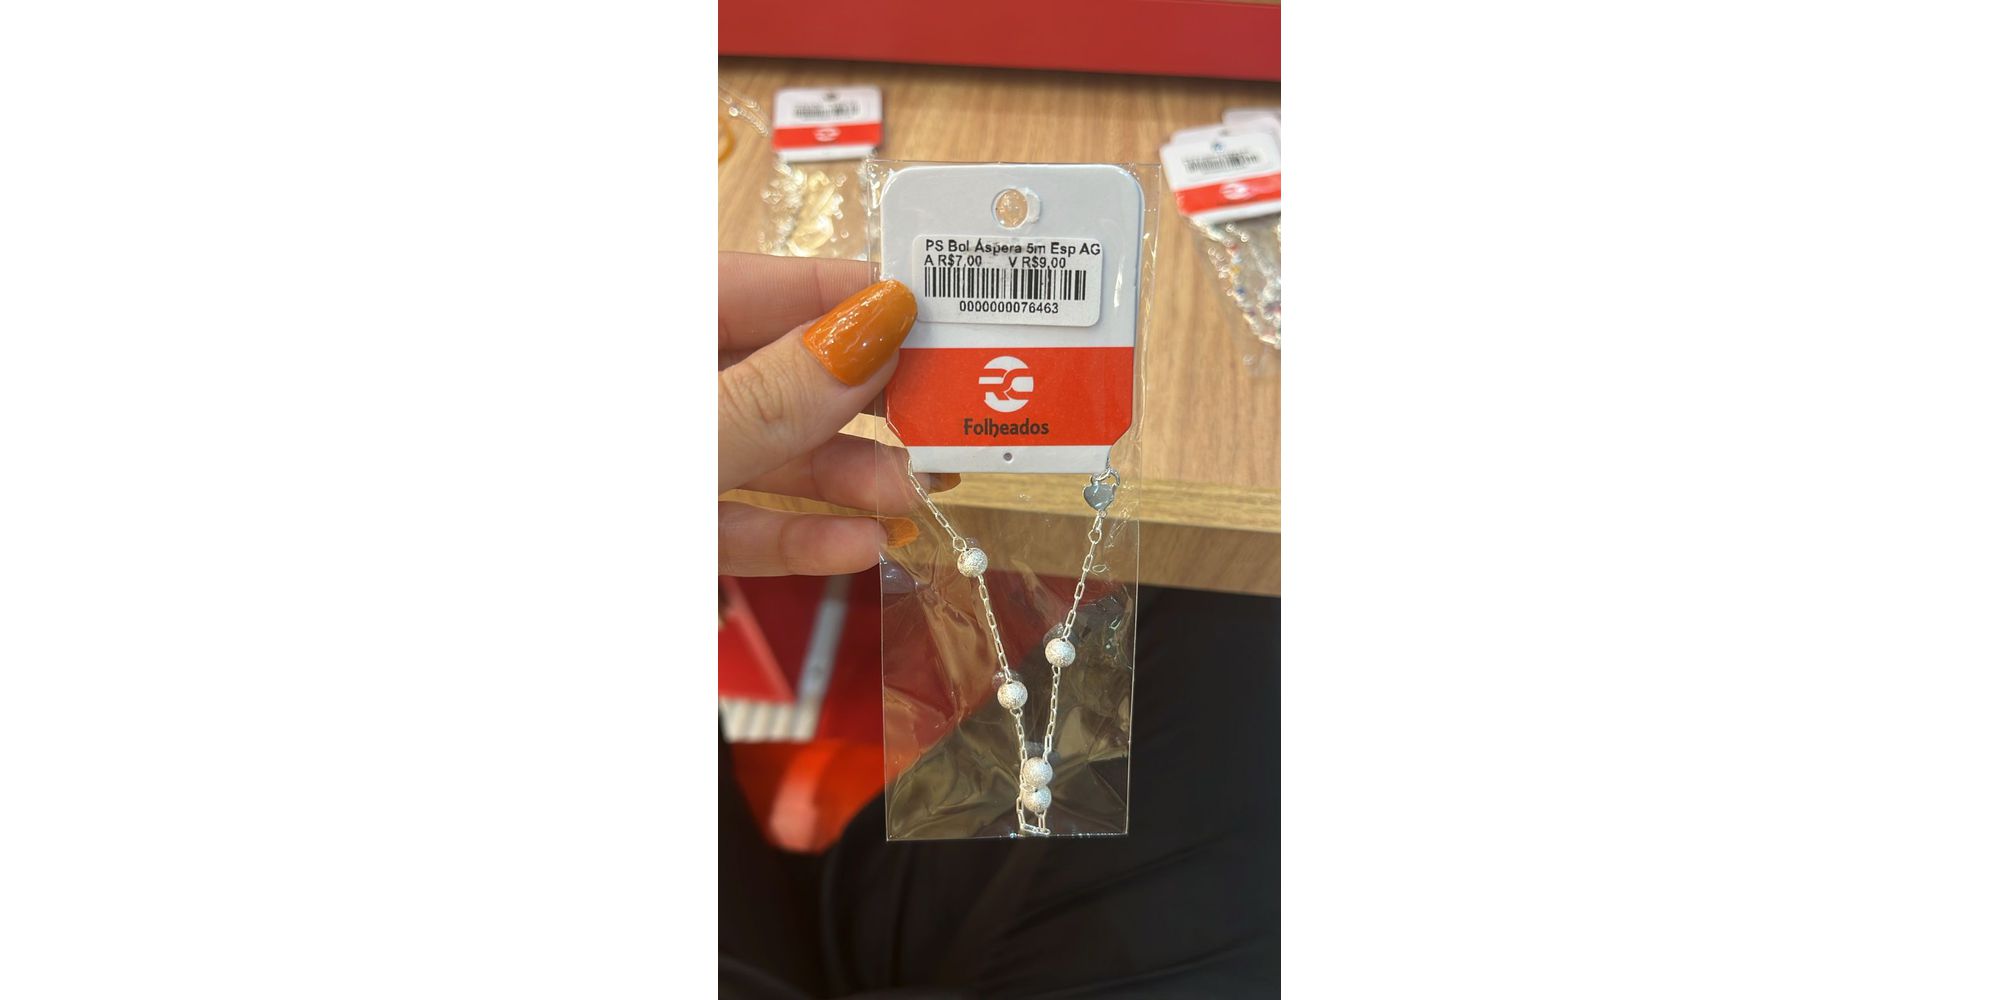 PS Bol Áspera 5m Esp AG
A R$7,00 V R$9,00
0000000076463
RC
Folheados